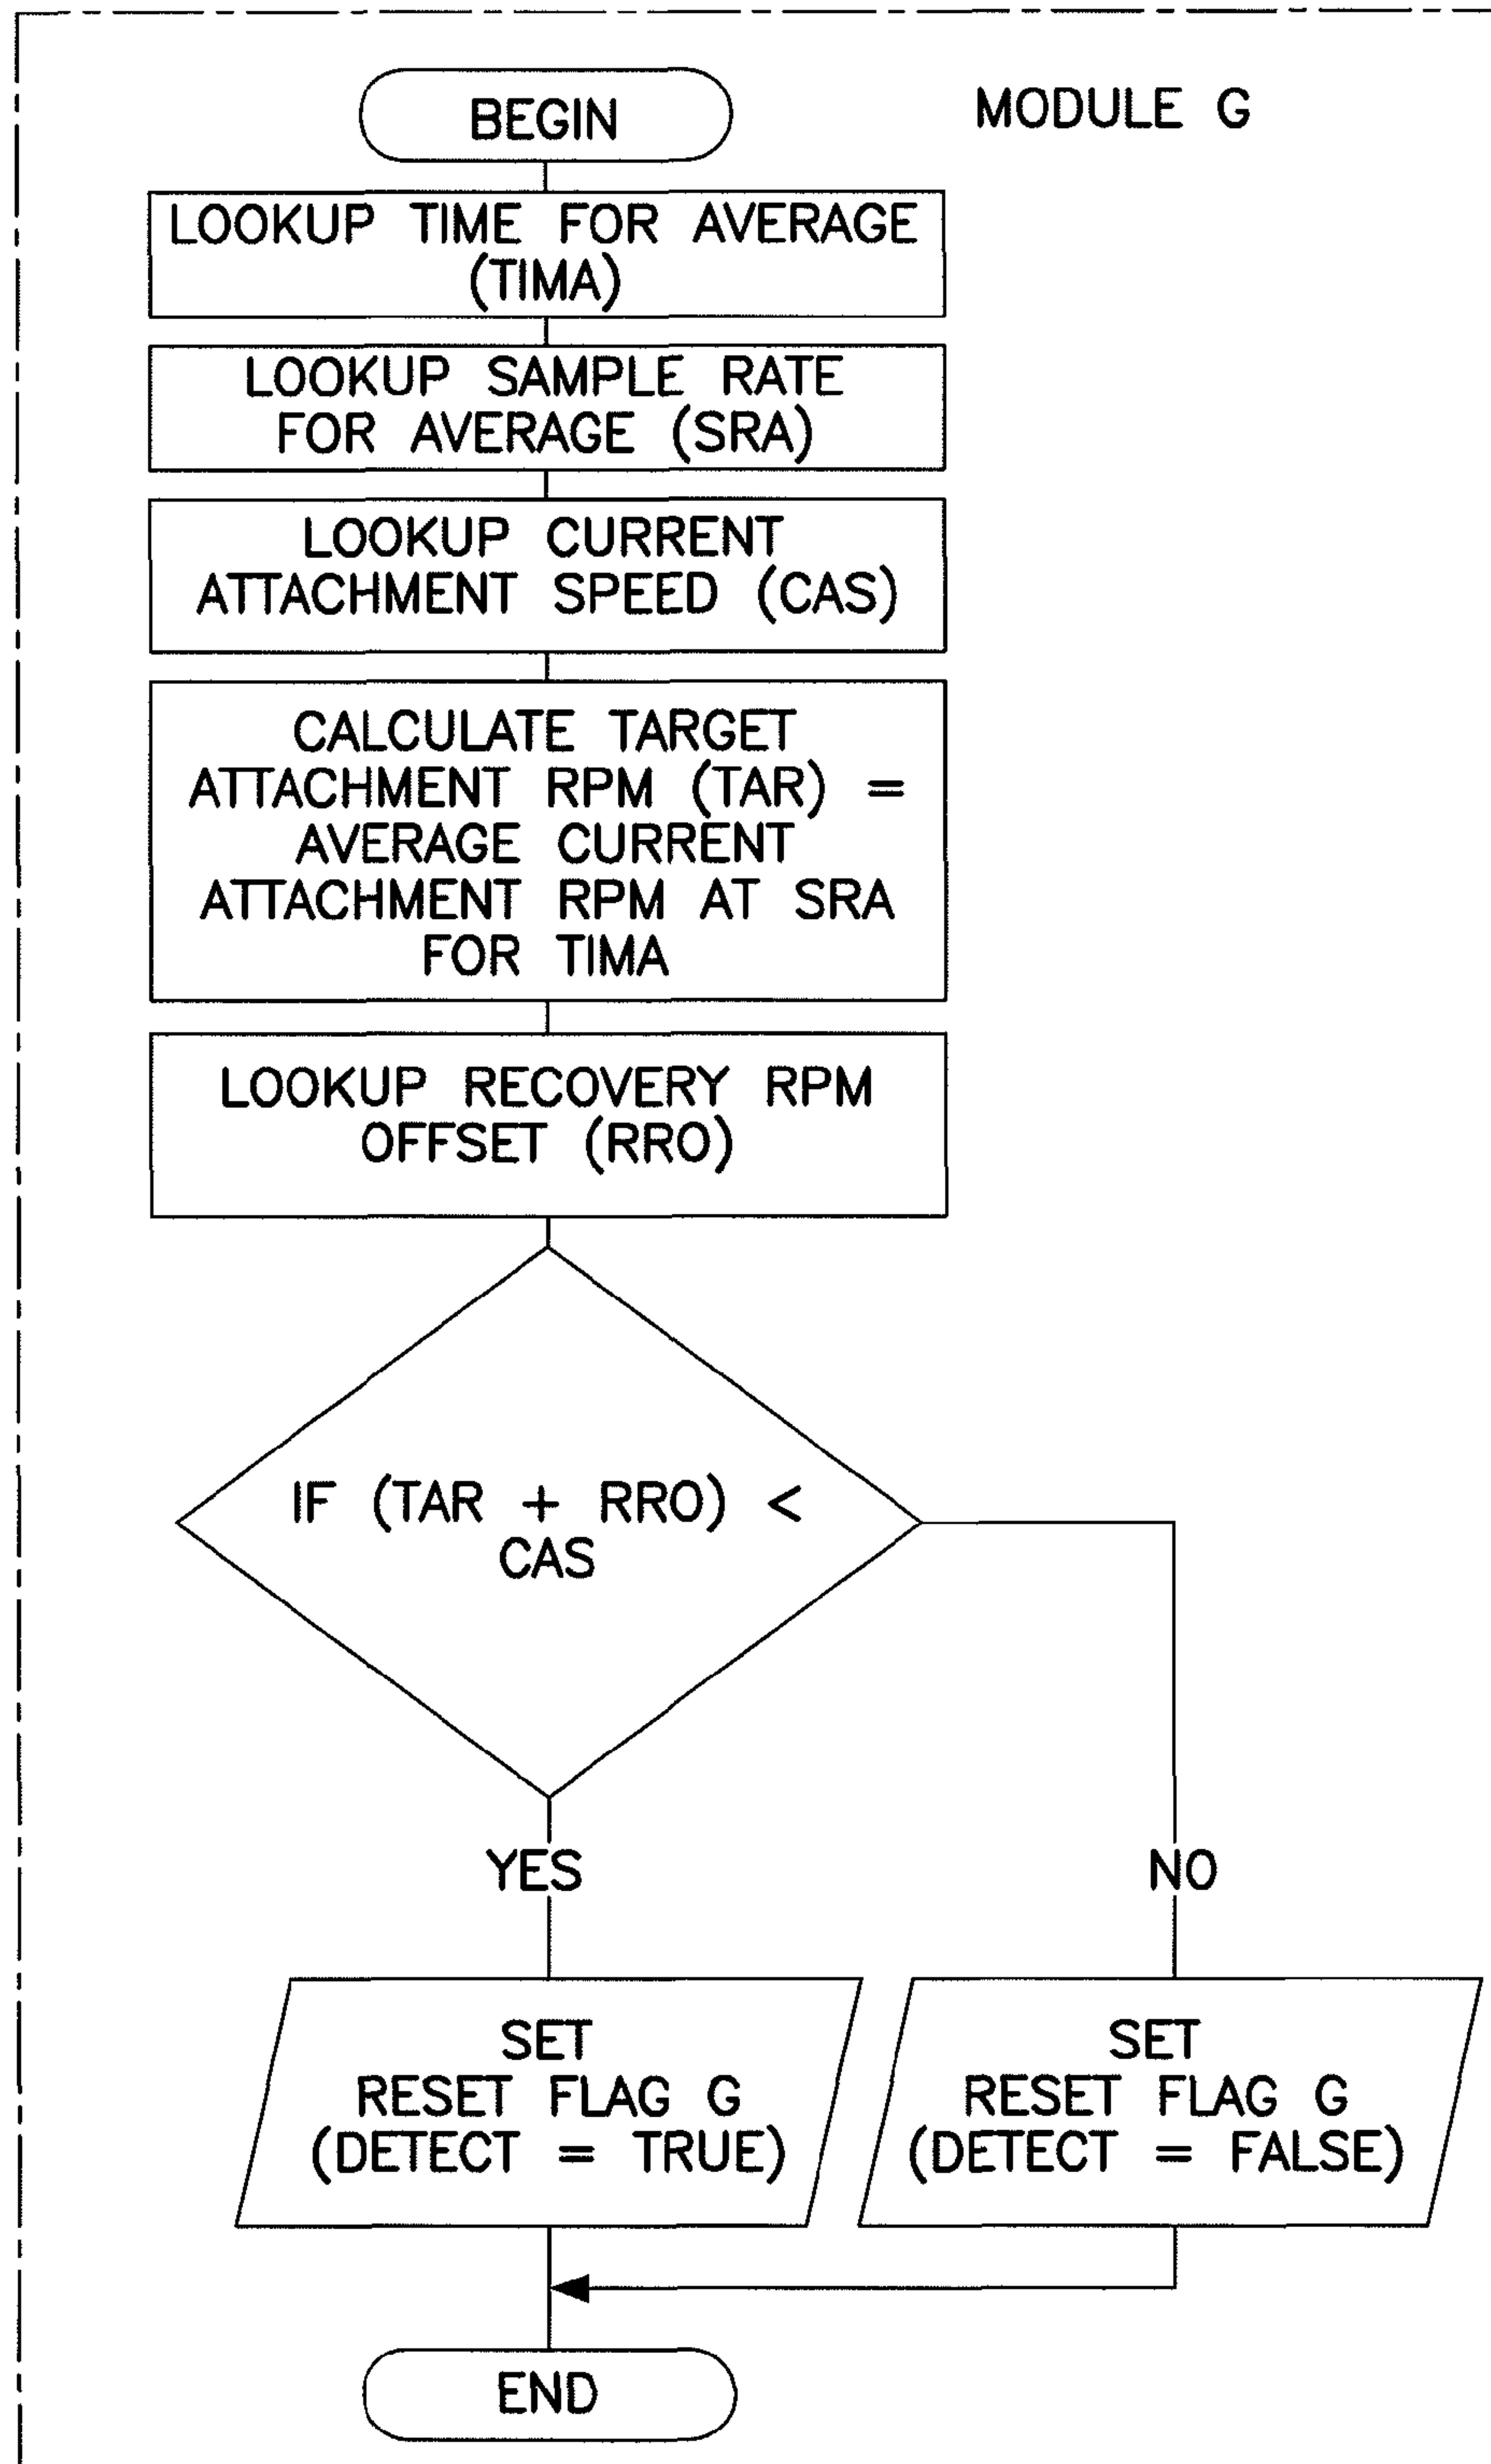 BEGIN
MODULE G
LOOKUP TIME FOR AVERAGE
(TIMA)
LOOKUP SAMPLE RATE
FOR AVERAGE (SRA)
LOOKUP CURRENT
ATTACHMENT SPEED (CAS)
CALCULATE TARGET
ATTACHMENT RPM (TAR) =
AVERAGE CURRENT
ATTACHMENT RPM AT SRA
FOR TIMA
LOOKUP RECOVERY RPM
OFFSET (RRO)
IF (TAR + RRO) <
CAS
YES
NO
SET
RESET FLAG G
(DETECT = TRUE)
SET
RESET FLAG G
(DETECT = FALSE)
END